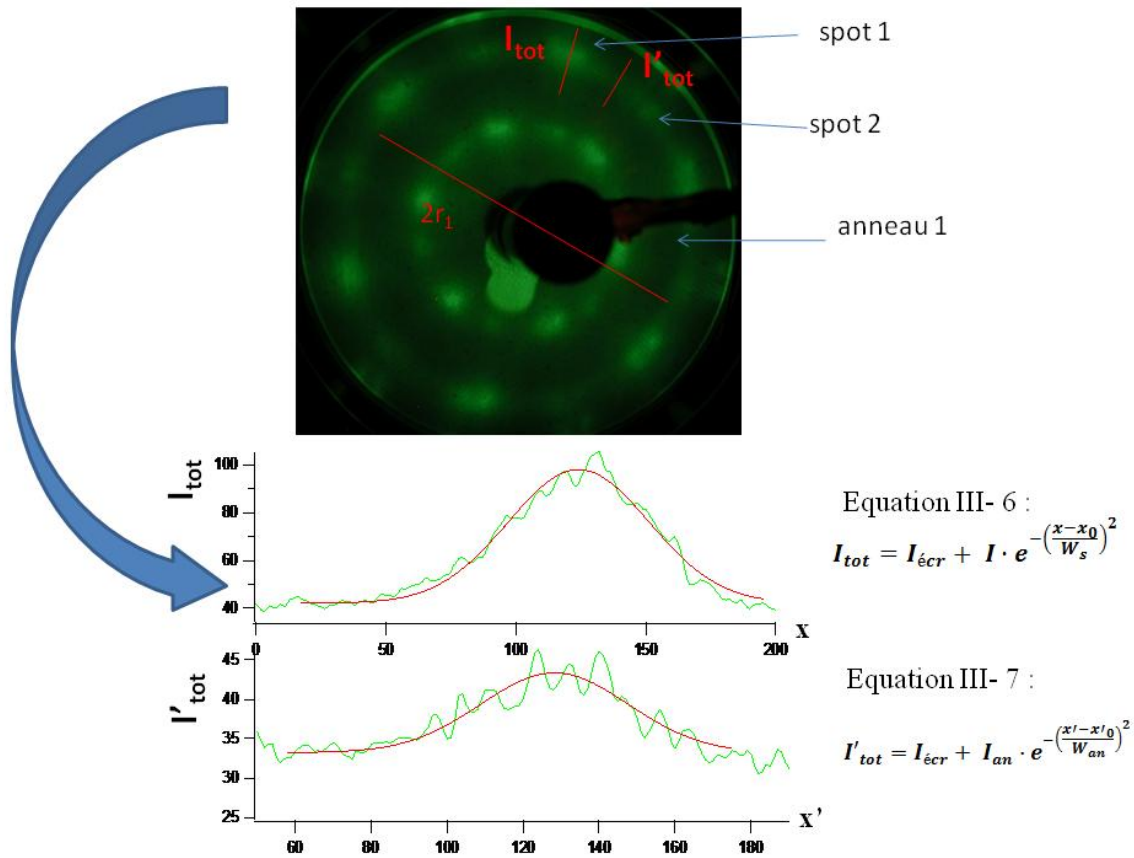 I_tot
spot 1
I'_tot
spot 2
2r_1
anneau 1
I_tot
100
80
60
40
0
50
100
150
200
x
Equation III- 6 :
I_tot = I_écr + I · e^-((x-x_0)/W_s)^2
I'_tot
45
40
35
30
25
60
80
100
120
140
160
180
x'
Equation III- 7 :
I'_tot = I_écr + I_an · e^-((x'-x'_0)/W_an)^2